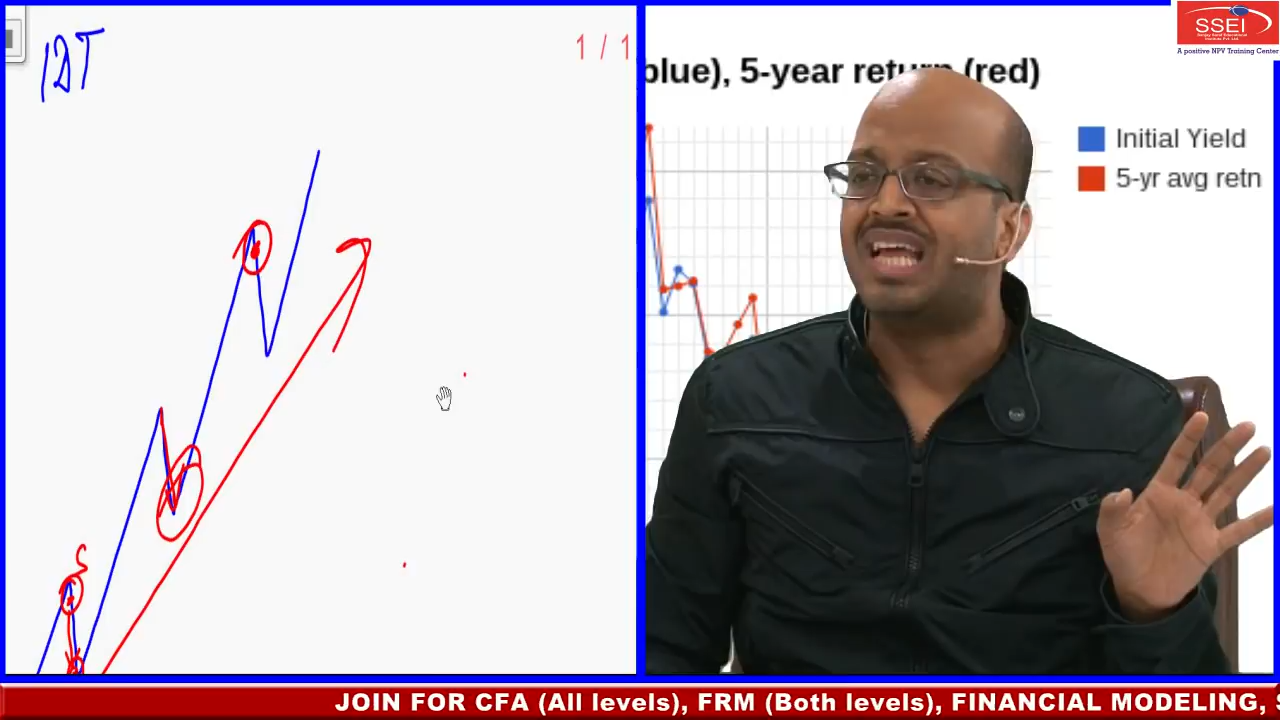 IDT
1 / 1
S
blue), 5-year return (red)
Initial Yield
5-yr avg retn
SSEI
A positive NPV Training Center
JOIN FOR CFA (All levels), FRM (Both levels), FINANCIAL MODELING,